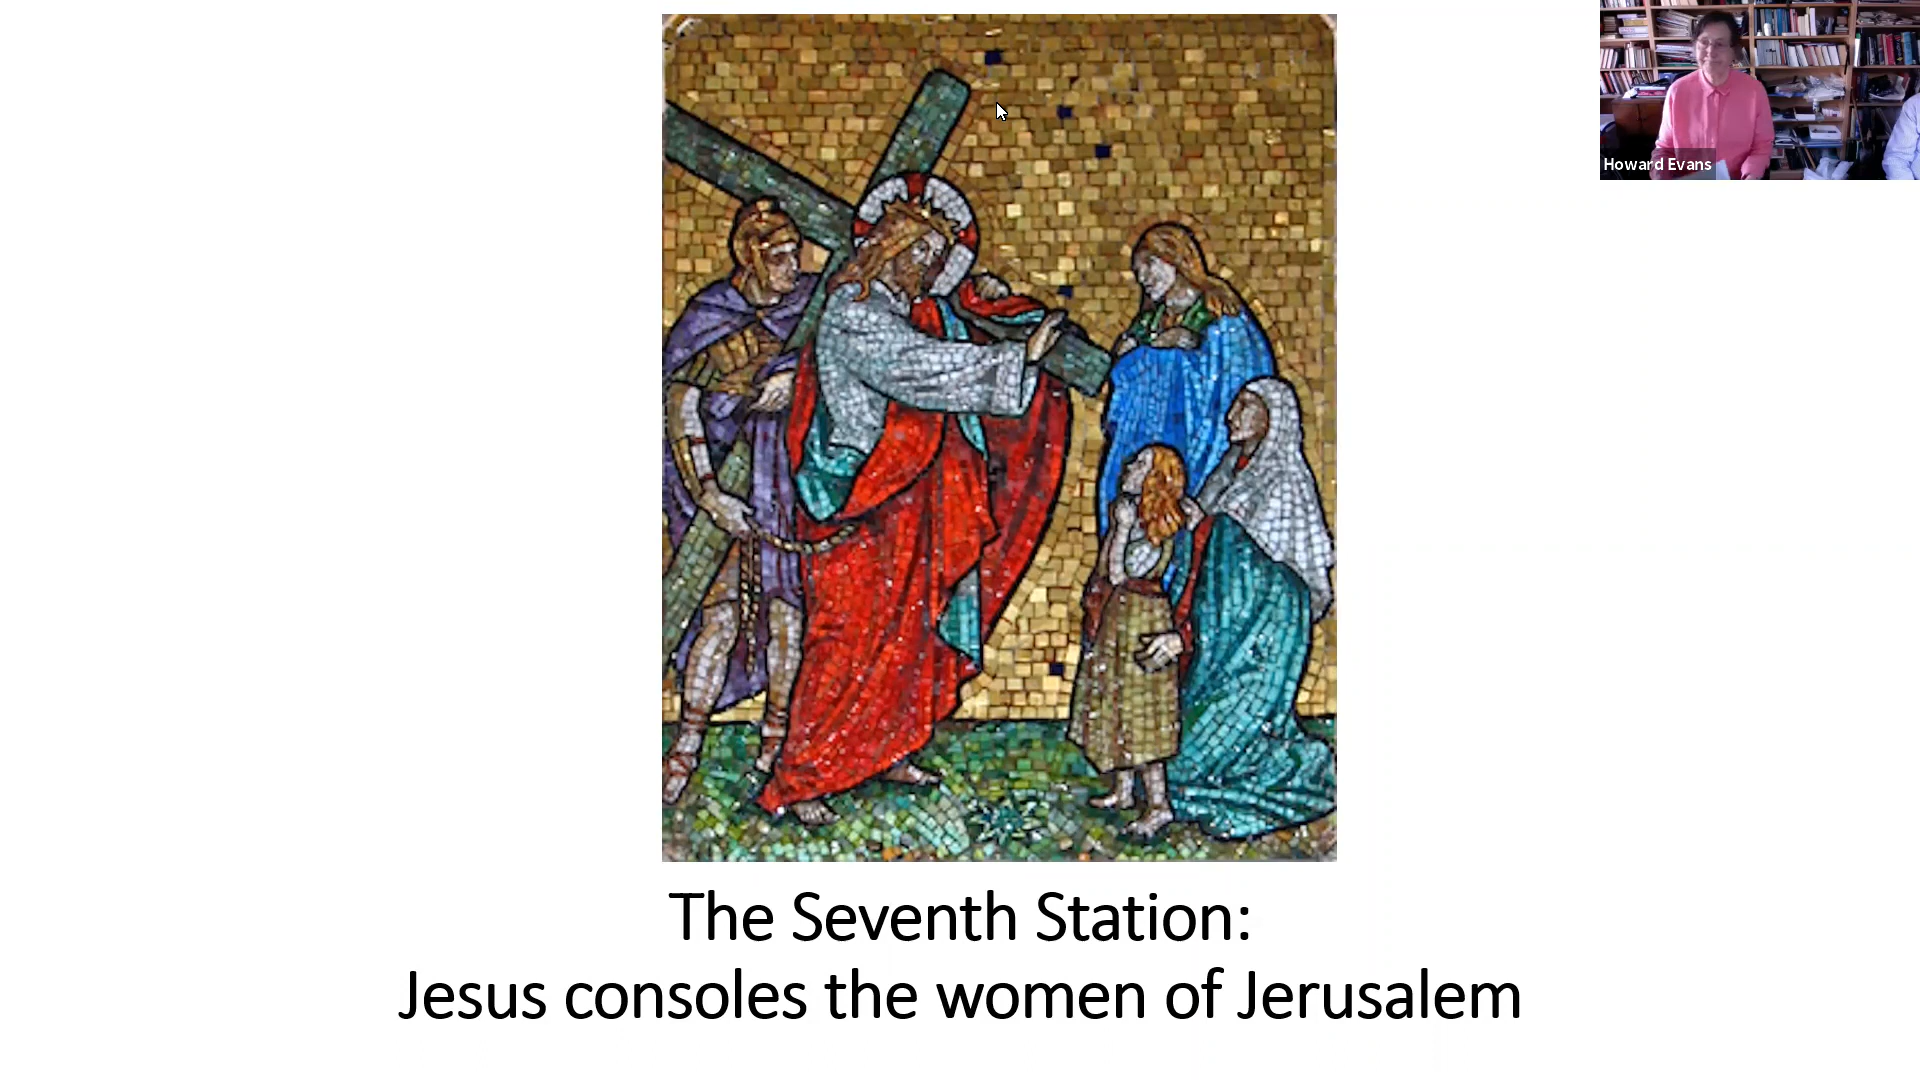 Howard Evans
The Seventh Station:
Jesus consoles the women of Jerusalem